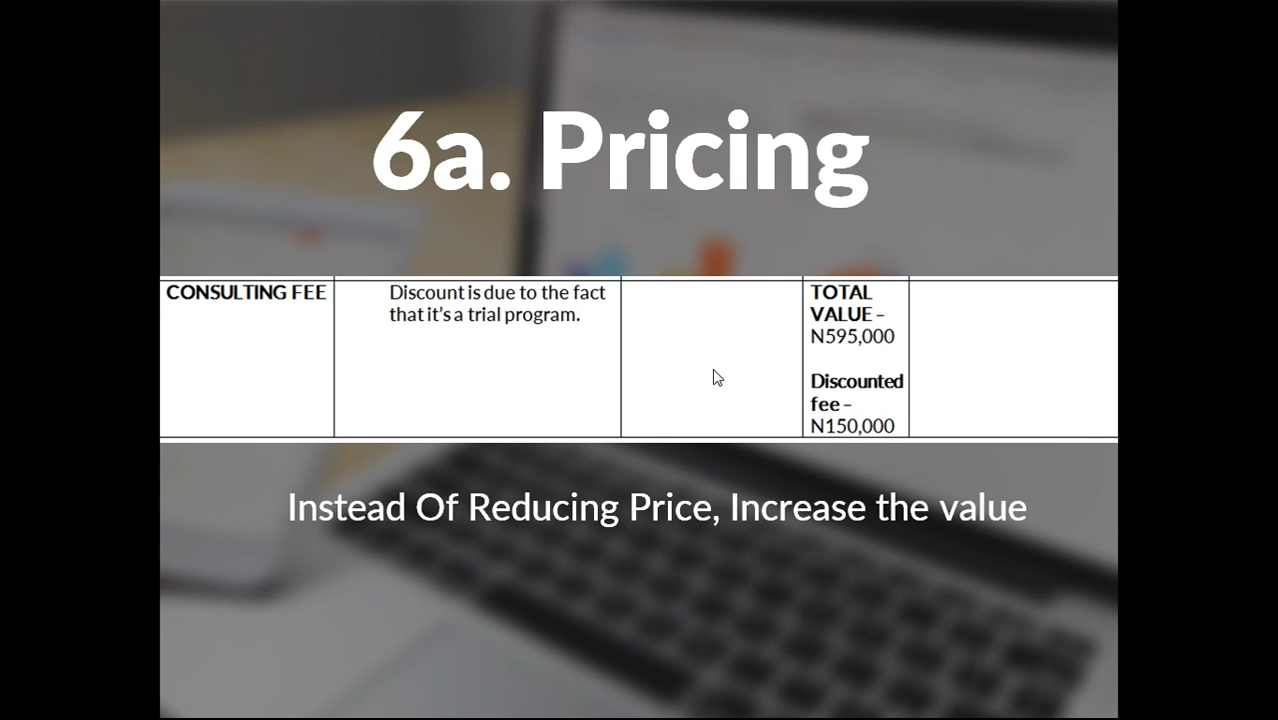 6a. Pricing
CONSULTING FEE
Discount is due to the fact
that it's a trial program.
TOTAL
VALUE –
N595,000
Discounted
fee –
N150,000
Instead Of Reducing Price, Increase the value